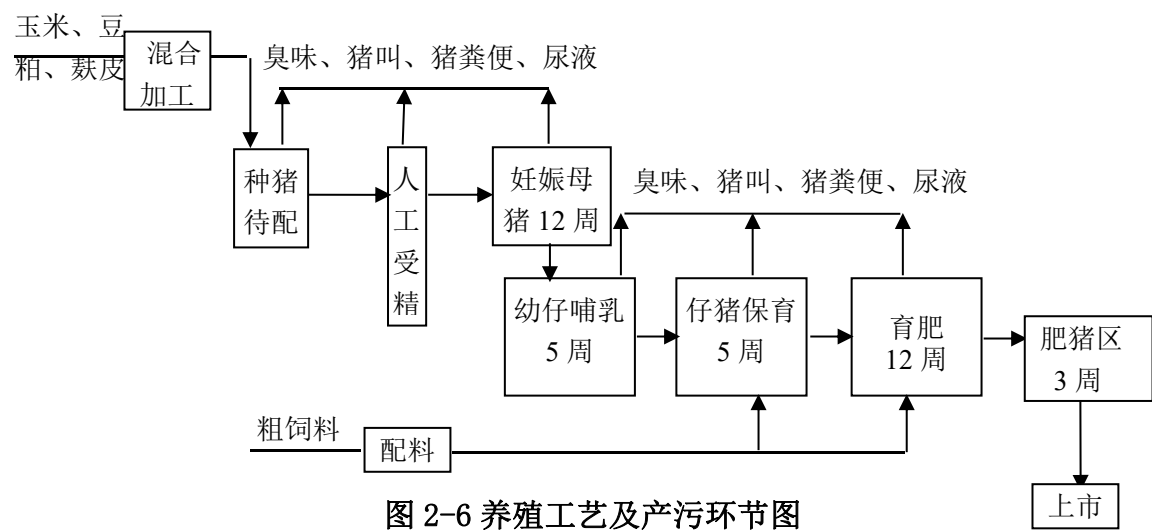 玉米、豆
粕、麸皮
混合
加工
臭味、猪叫、猪粪便、尿液
种猪
待配
人
工
受
精
妊娠母
猪 12 周
臭味、猪叫、猪粪便、尿液
幼仔哺乳
5 周
仔猪保育
5 周
育肥
12 周
肥猪区
3 周
粗饲料
配料
上市
图 2-6 养殖工艺及产污环节图